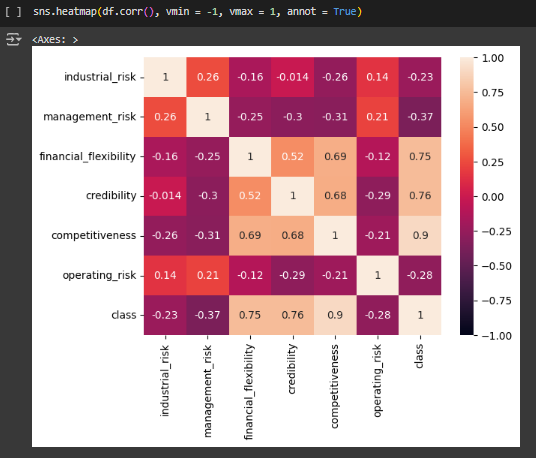 [ ] sns.heatmap(df.corr(), vmin = -1, vmax = 1, annot = True)
<Axes: >
industrial_risk 1 0.26 -0.16 -0.014 -0.26 0.14 -0.23
management_risk 0.26 1 -0.25 -0.3 -0.31 0.21 -0.37
financial_flexibility -0.16 -0.25 1 0.52 0.69 -0.12 0.75
credibility -0.014 -0.3 0.52 1 0.68 -0.29 0.76
competitiveness -0.26 -0.31 0.69 0.68 1 -0.21 0.9
operating_risk 0.14 0.21 -0.12 -0.29 -0.21 1 -0.28
class -0.23 -0.37 0.75 0.76 0.9 -0.28 1
industrial_risk
management_risk
financial_flexibility
credibility
competitiveness
operating_risk
class
1.00
0.75
0.50
0.25
0.00
−0.25
−0.50
−0.75
−1.00